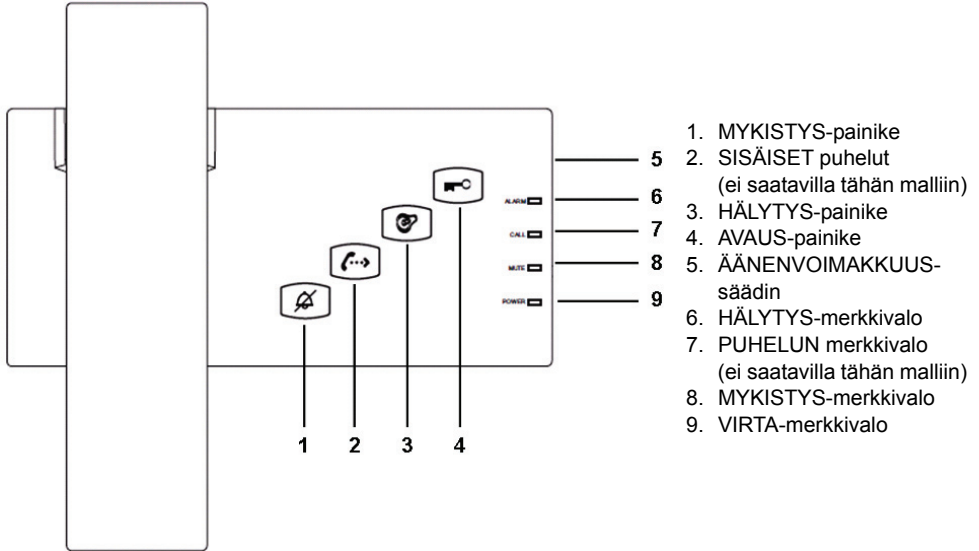 ALARM
CALL
MUTE
POWER
5
6
7
8
9
1
2
3
4
1. MYKISTYS-painike
2. SISÄISET puhelut
(ei saatavilla tähän malliin)
3. HÄLYTYS-painike
4. AVAUS-painike
5. ÄÄNENVOIMAKKUUS-
säädin
6. HÄLYTYS-merkkivalo
7. PUHELUN merkkivalo
(ei saatavilla tähän malliin)
8. MYKISTYS-merkkivalo
9. VIRTA-merkkivalo